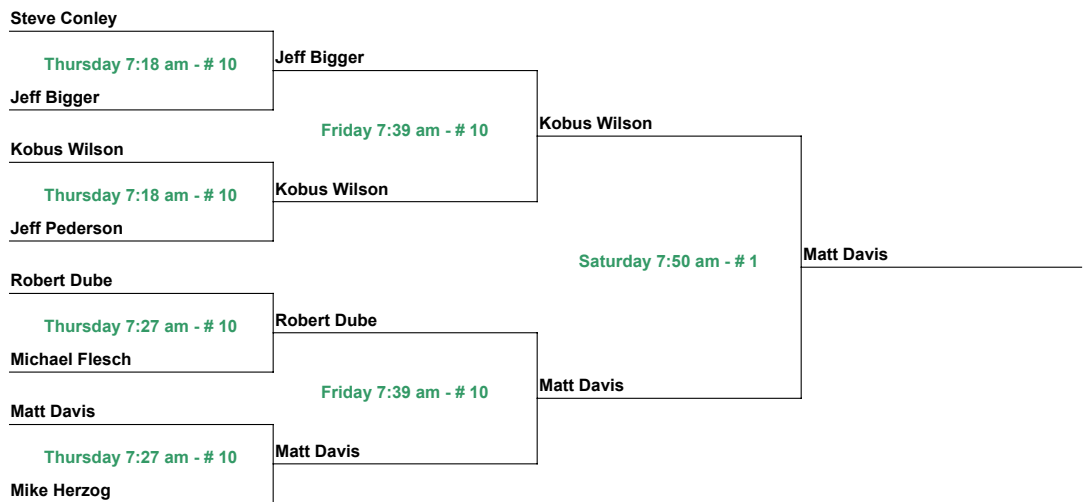 Steve Conley
Thursday 7:18 am - # 10
Jeff Bigger
Jeff Bigger
Friday 7:39 am - # 10
Kobus Wilson
Kobus Wilson
Thursday 7:18 am - # 10
Kobus Wilson
Jeff Pederson
Saturday 7:50 am - # 1
Matt Davis
Robert Dube
Thursday 7:27 am - # 10
Robert Dube
Michael Flesch
Friday 7:39 am - # 10
Matt Davis
Matt Davis
Thursday 7:27 am - # 10
Matt Davis
Mike Herzog